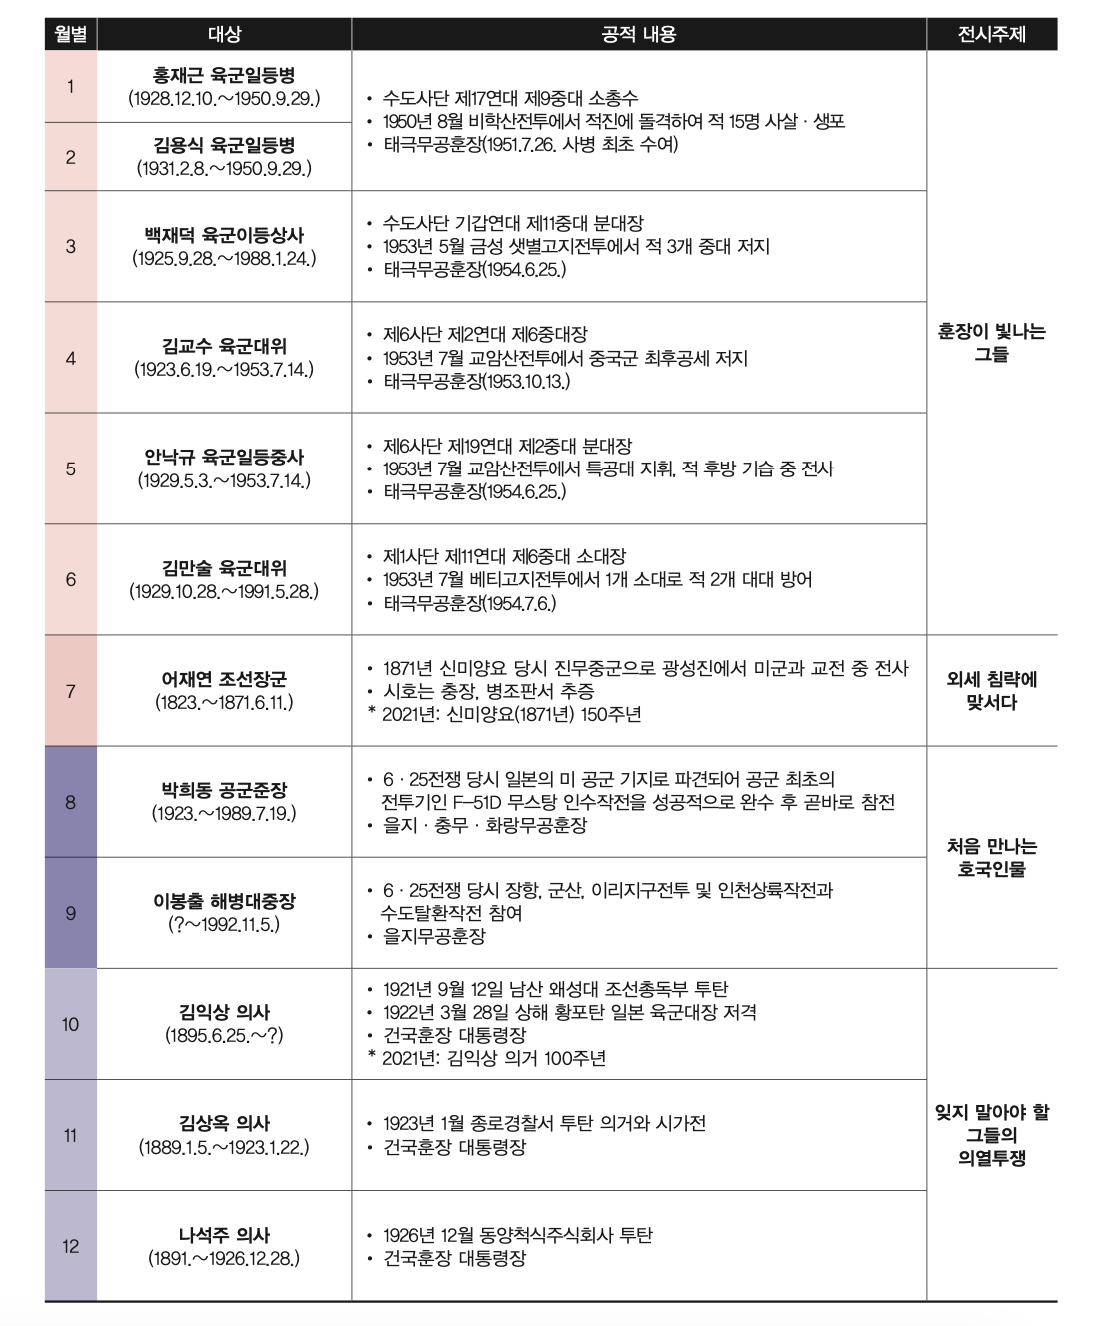 월별 대상 공적 내용 전시주제
1
홍재근 육군일등병
(1928.12.10.~1950.9.29.)
2
김용식 육군일등병
(1931.2.8.~1950.9.29.)
• 수도사단 제17연대 제9중대 소총수
• 1950년 8월 비학산전투에서 적진에 돌격하여 적 15명 사살 · 생포
• 태극무공훈장(1951.7.26. 사병 최초 수여)
3
백재덕 육군이등상사
(1925.9.28.~1988.1.24.)
• 수도사단 기갑연대 제11중대 분대장
• 1953년 5월 금성 샛별고지전투에서 적 3개 중대 저지
• 태극무공훈장(1954.6.25.)
4
김교수 육군대위
(1923.6.19.~1953.7.14.)
• 제6사단 제2연대 제6중대장
• 1953년 7월 교암산전투에서 중국군 최후공세 저지
• 태극무공훈장(1953.10.13.)
5
안낙규 육군일등중사
(1929.5.3.~1953.7.14.)
• 제6사단 제19연대 제2중대 분대장
• 1953년 7월 교암산전투에서 특공대 지휘, 적 후방 기습 중 전사
• 태극무공훈장(1954.6.25.)
6
김만술 육군대위
(1929.10.28.~1991.5.28.)
• 제1사단 제11연대 제6중대 소대장
• 1953년 7월 베티고지전투에서 1개 소대로 적 2개 대대 방어
• 태극무공훈장(1954.7.6.)
훈장이 빛나는
그들
7
어재연 조선장군
(1823.~1871.6.11.)
• 1871년 신미양요 당시 진무중군으로 광성진에서 미군과 교전 중 전사
• 시호는 충장, 병조판서 추증
* 2021년: 신미양요(1871년) 150주년
외세 침략에
맞서다
8
박희동 공군준장
(1923.~1989.7.19.)
• 6 · 25전쟁 당시 일본의 미 공군 기지로 파견되어 공군 최초의
전투기인 F-51D 무스탕 인수작전을 성공적으로 완수 후 곧바로 참전
• 을지 · 충무 · 화랑무공훈장
9
이봉출 해병대중장
(?~1992.11.5.)
• 6 · 25전쟁 당시 장항, 군산, 이리지구전투 및 인천상륙작전과
수도탈환작전 참여
• 을지무공훈장
처음 만나는
호국인물
10
김익상 의사
(1895.6.25.~?)
• 1921년 9월 12일 남산 왜성대 조선총독부 투탄
• 1922년 3월 28일 상해 황포탄 일본 육군대장 저격
• 건국훈장 대통령장
* 2021년: 김익상 의거 100주년
11
김상옥 의사
(1889.1.5.~1923.1.22.)
• 1923년 1월 종로경찰서 투탄 의거와 시가전
• 건국훈장 대통령장
12
나석주 의사
(1891.~1926.12.28.)
• 1926년 12월 동양척식주식회사 투탄
• 건국훈장 대통령장
잊지 말아야 할
그들의
의열투쟁